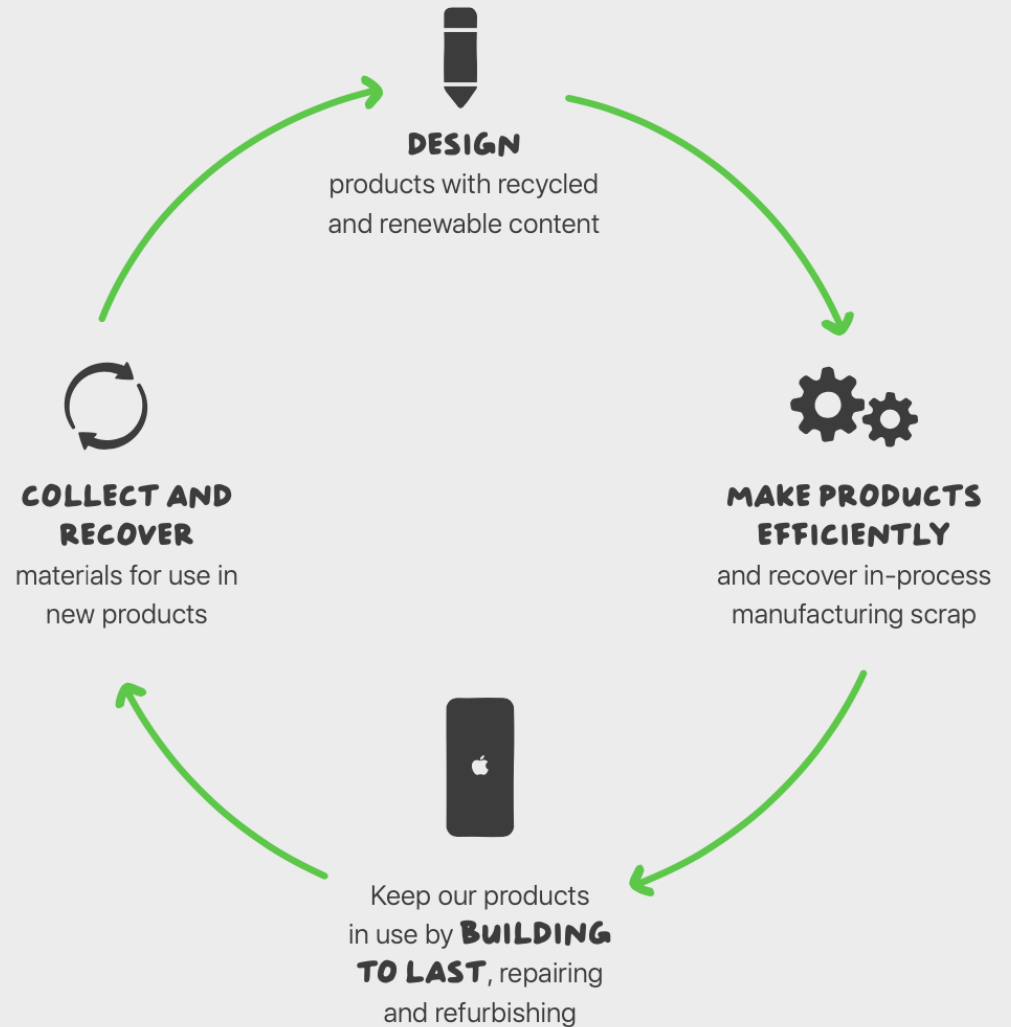 DESIGN
products with recycled
and renewable content
MAKE PRODUCTS
EFFICIENTLY
and recover in-process
manufacturing scrap
Keep our products
in use by BUILDING
TO LAST, repairing
and refurbishing
COLLECT AND
RECOVER
materials for use in
new products